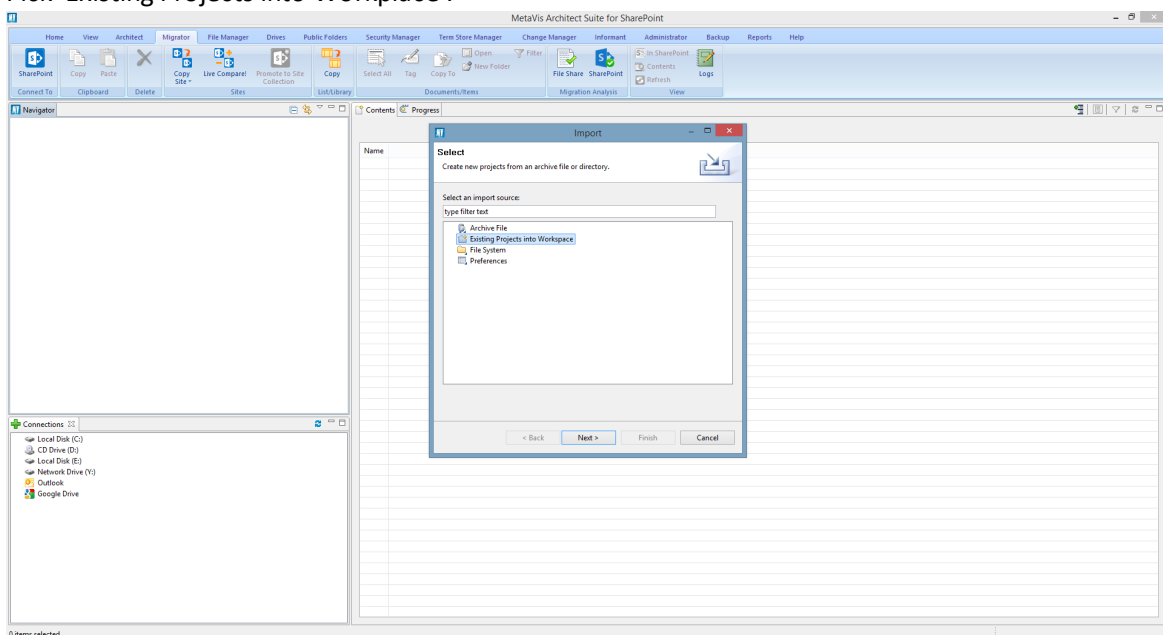 MetaVis Architect Suite for SharePoint
Home View Architect Migrator File Manager Drives Public Folders Security Manager Term Store Manager Change Manager Informant Administrator Backup Reports Help
SharePoint Copy Paste Copy Site Live Compare! Promote to Site Collection Copy Select All Tag Copy To Open New Folder Filter File Share SharePoint In SharePoint Contents Refresh Logs
Connect To Clipboard Delete Sites List/Library Documents/Items Migration Analysis View
Navigator
Contents Progress
Name
Import
Select
Create new projects from an archive file or directory.
Select an import source:
type filter text
Archive File
Existing Projects into Workspace
File System
Preferences
< Back Next > Finish Cancel
Connections
Local Disk (C:)
CD Drive (D:)
Local Disk (E:)
Network Drive (Y:)
Outlook
Google Drive
0 items selected